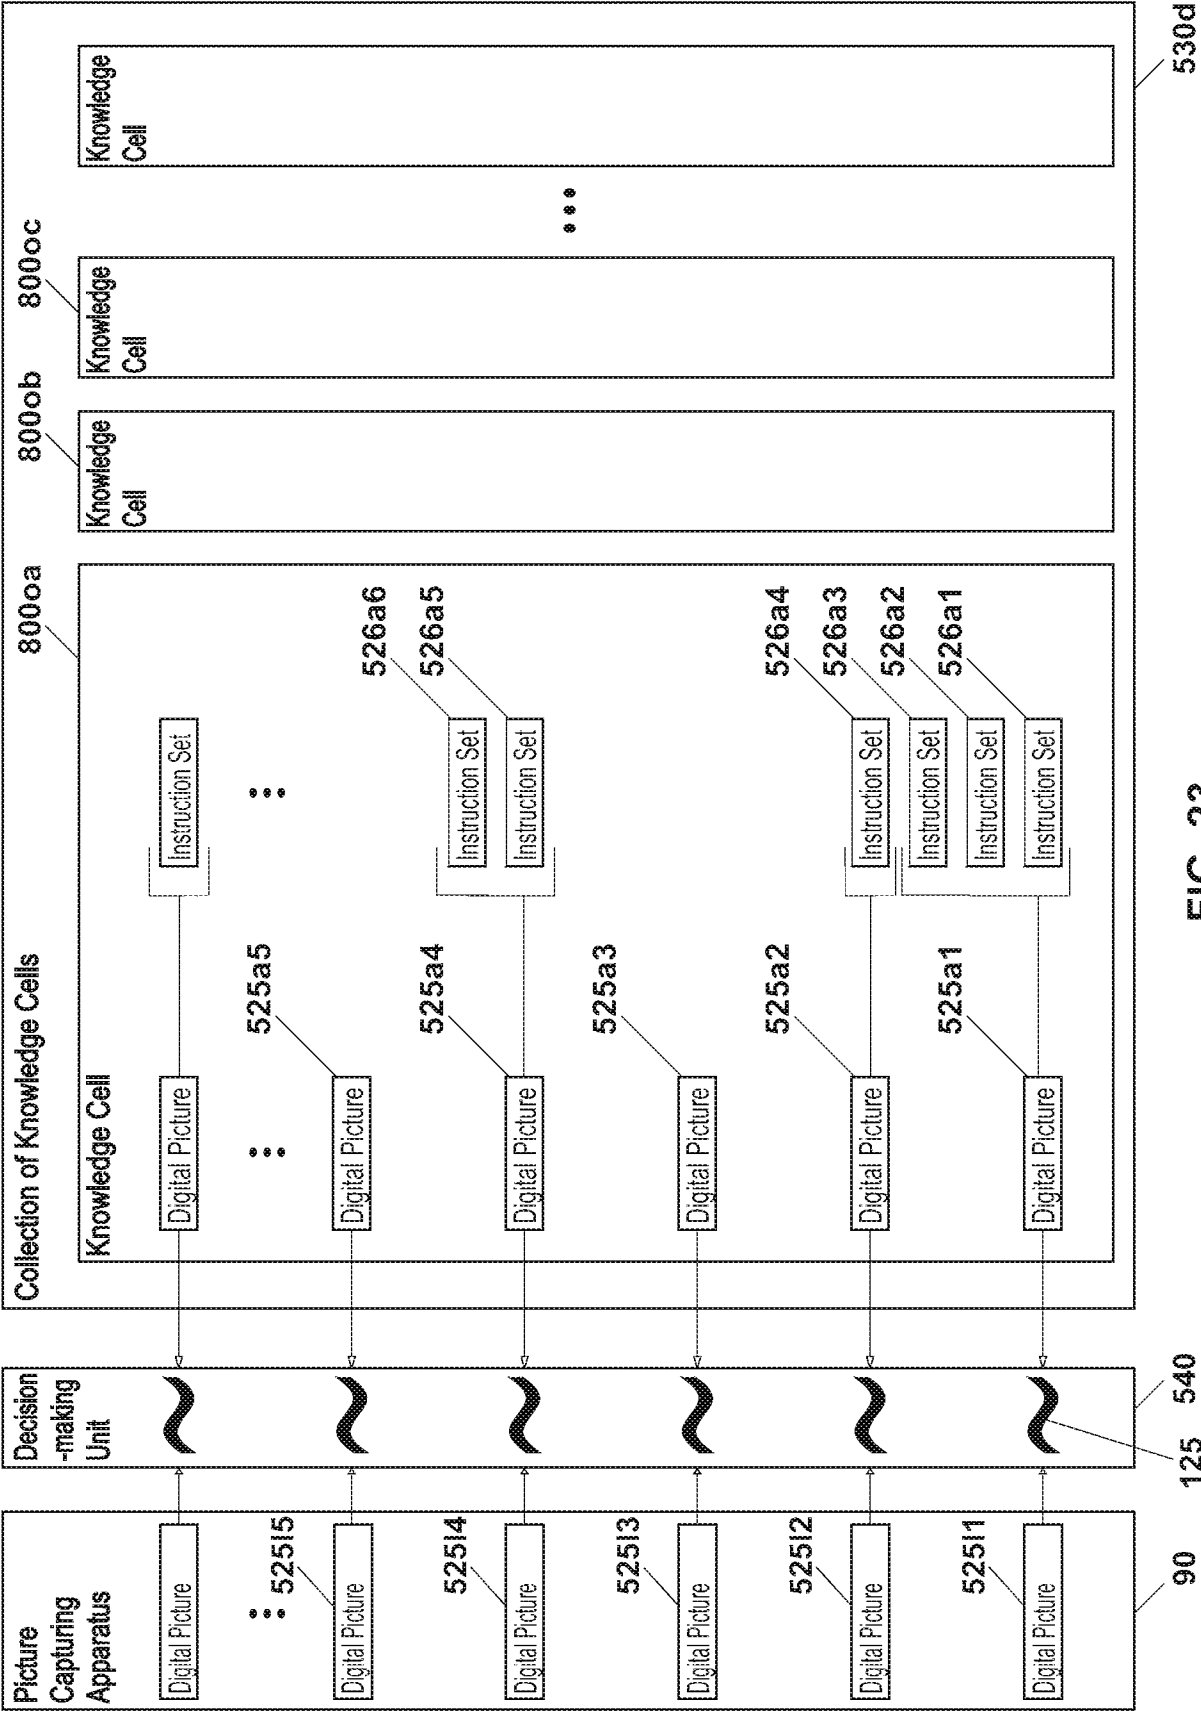 Picture
Capturing
Apparatus
Digital Picture
...
525l5
Digital Picture
525l4
Digital Picture
525l3
Digital Picture
525l2
Digital Picture
525l1
Digital Picture
90
Decision
-making
Unit
125
540
Collection of Knowledge Cells
800oa
Knowledge Cell
Digital Picture
Instruction Set
...
...
525a5
Digital Picture
525a4
Digital Picture
526a6
Instruction Set
526a5
Instruction Set
525a3
Digital Picture
525a2
Digital Picture
526a4
Instruction Set
526a3
Instruction Set
526a2
Instruction Set
525a1
Digital Picture
526a1
Instruction Set
800ob
Knowledge
Cell
800oc
Knowledge
Cell
...
Knowledge
Cell
530d